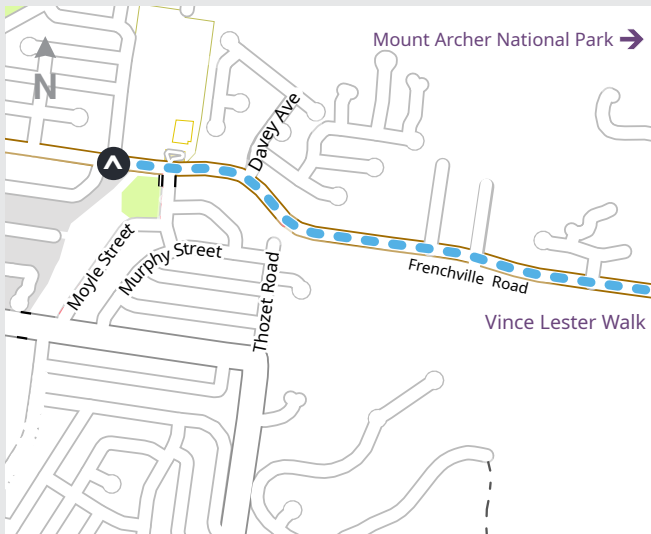 Mount Archer National Park
N
Davey Ave
Moyle Street
Murphy Street
Thozet Road
Frenchville Road
Vince Lester Walk